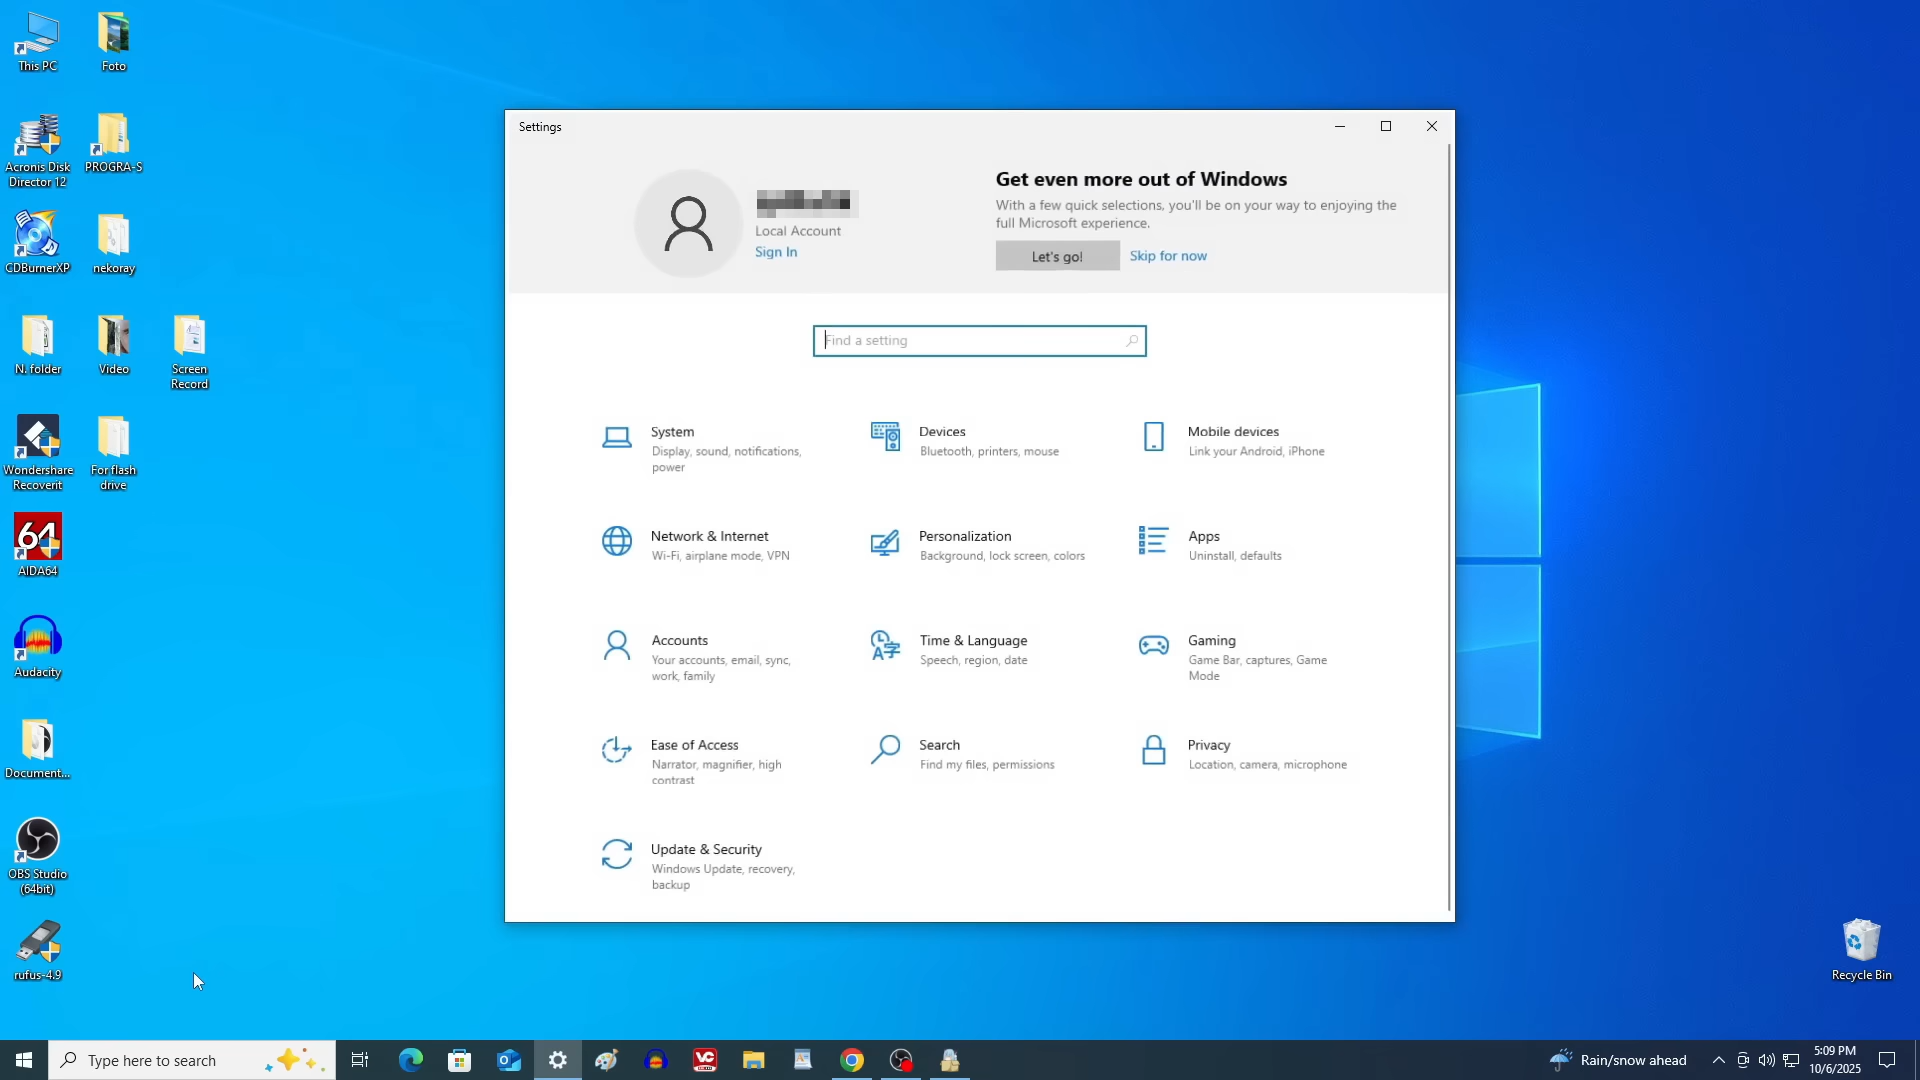 This PC
Foto
Acronis Disk
Director 12
PROGRA-S
CDBurnerXP
nekoray
N. folder
Video
Screen
Record
Wondershare
Recoverit
For flash
drive
64
AIDA64
Audacity
Document...
OBS Studio
(64bit)
rufus-4.9
Settings
Local Account
Sign In
Get even more out of Windows
With a few quick selections, you'll be on your way to enjoying the
full Microsoft experience.
Let's go!
Skip for now
Find a setting
System
Display, sound, notifications,
power
Devices
Bluetooth, printers, mouse
Mobile devices
Link your Android, iPhone
Network & Internet
Wi-Fi, airplane mode, VPN
Personalization
Background, lock screen, colors
Apps
Uninstall, defaults
Accounts
Your accounts, email, sync,
work, family
Time & Language
Speech, region, date
Gaming
Game Bar, captures, Game
Mode
Ease of Access
Narrator, magnifier, high
contrast
Search
Find my files, permissions
Privacy
Location, camera, microphone
Update & Security
Windows Update, recovery,
backup
Recycle Bin
Type here to search
Rain/snow ahead
5:09 PM
10/6/2025